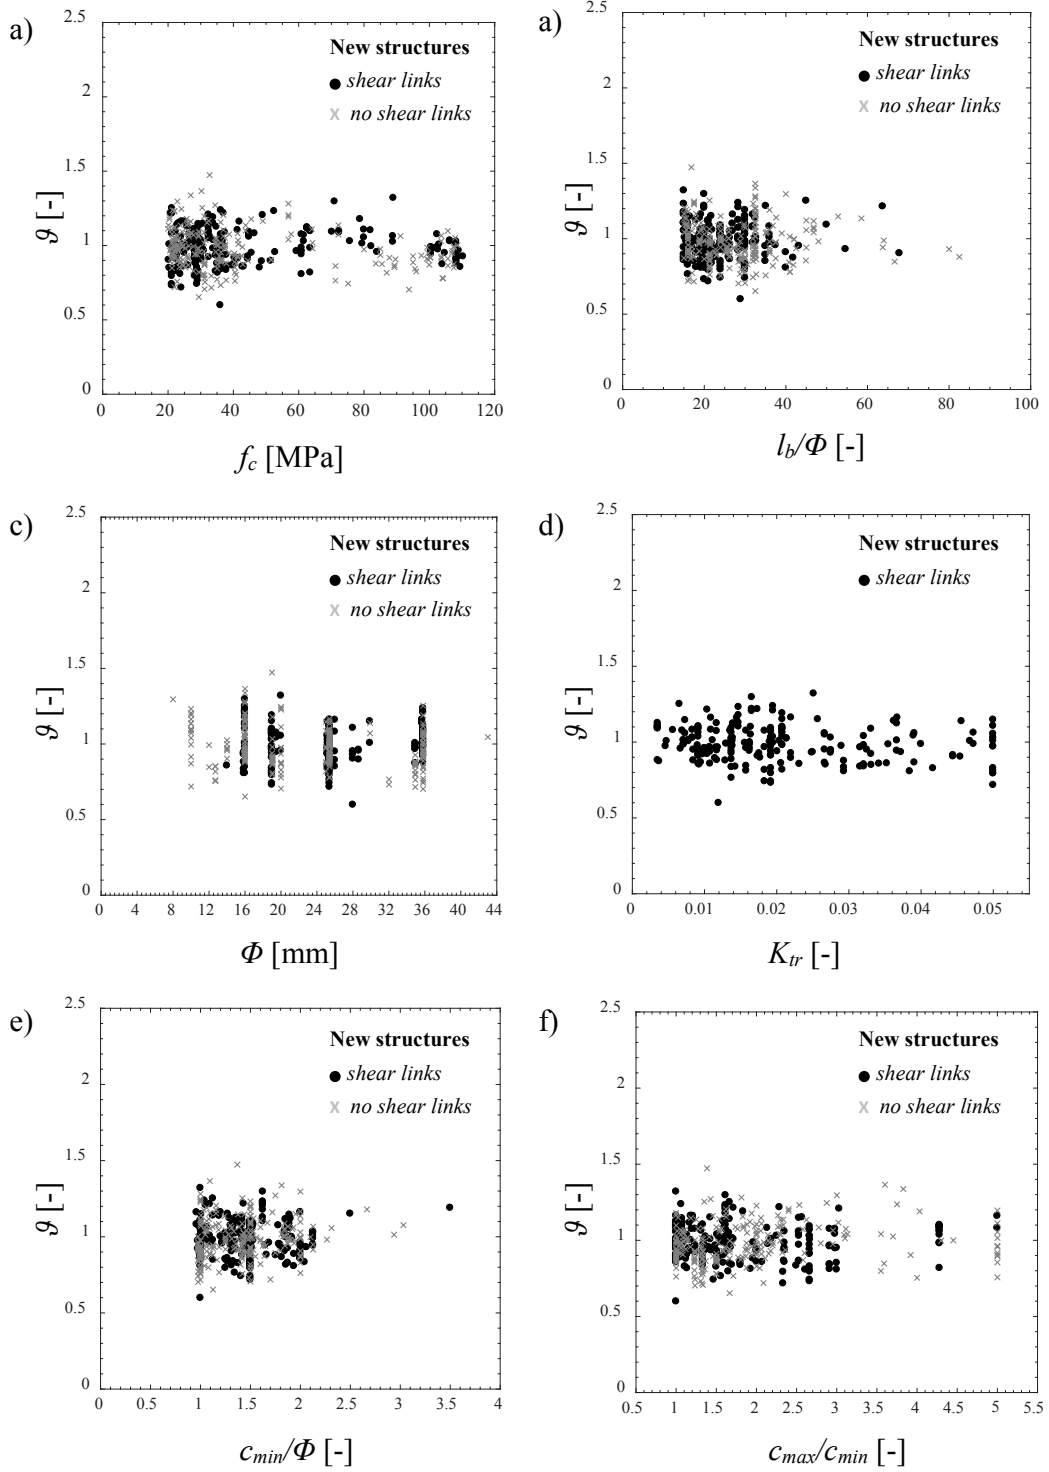 a)
2.5
2
1.5
1
0.5
0
ϑ [-]
New structures
shear links
x no shear links
0 20 40 60 80 100 120
f_c [MPa]
a)
2.5
2
1.5
1
0.5
0
ϑ [-]
New structures
shear links
x no shear links
0 20 40 60 80 100
l_b/Φ [-]
c)
2.5
2
1.5
1
0.5
0
ϑ [-]
New structures
shear links
x no shear links
0 4 8 12 16 20 24 28 32 36 40 44
Φ [mm]
d)
2.5
2
1.5
1
0.5
0
ϑ [-]
New structures
shear links
0 0.01 0.02 0.03 0.04 0.05
K_tr [-]
e)
2.5
2
1.5
1
0.5
0
ϑ [-]
New structures
shear links
x no shear links
0 0.5 1 1.5 2 2.5 3 3.5 4
c_min/Φ [-]
f)
2.5
2
1.5
1
0.5
0
ϑ [-]
New structures
shear links
x no shear links
0.5 1 1.5 2 2.5 3 3.5 4 4.5 5 5.5
c_max/c_min [-]